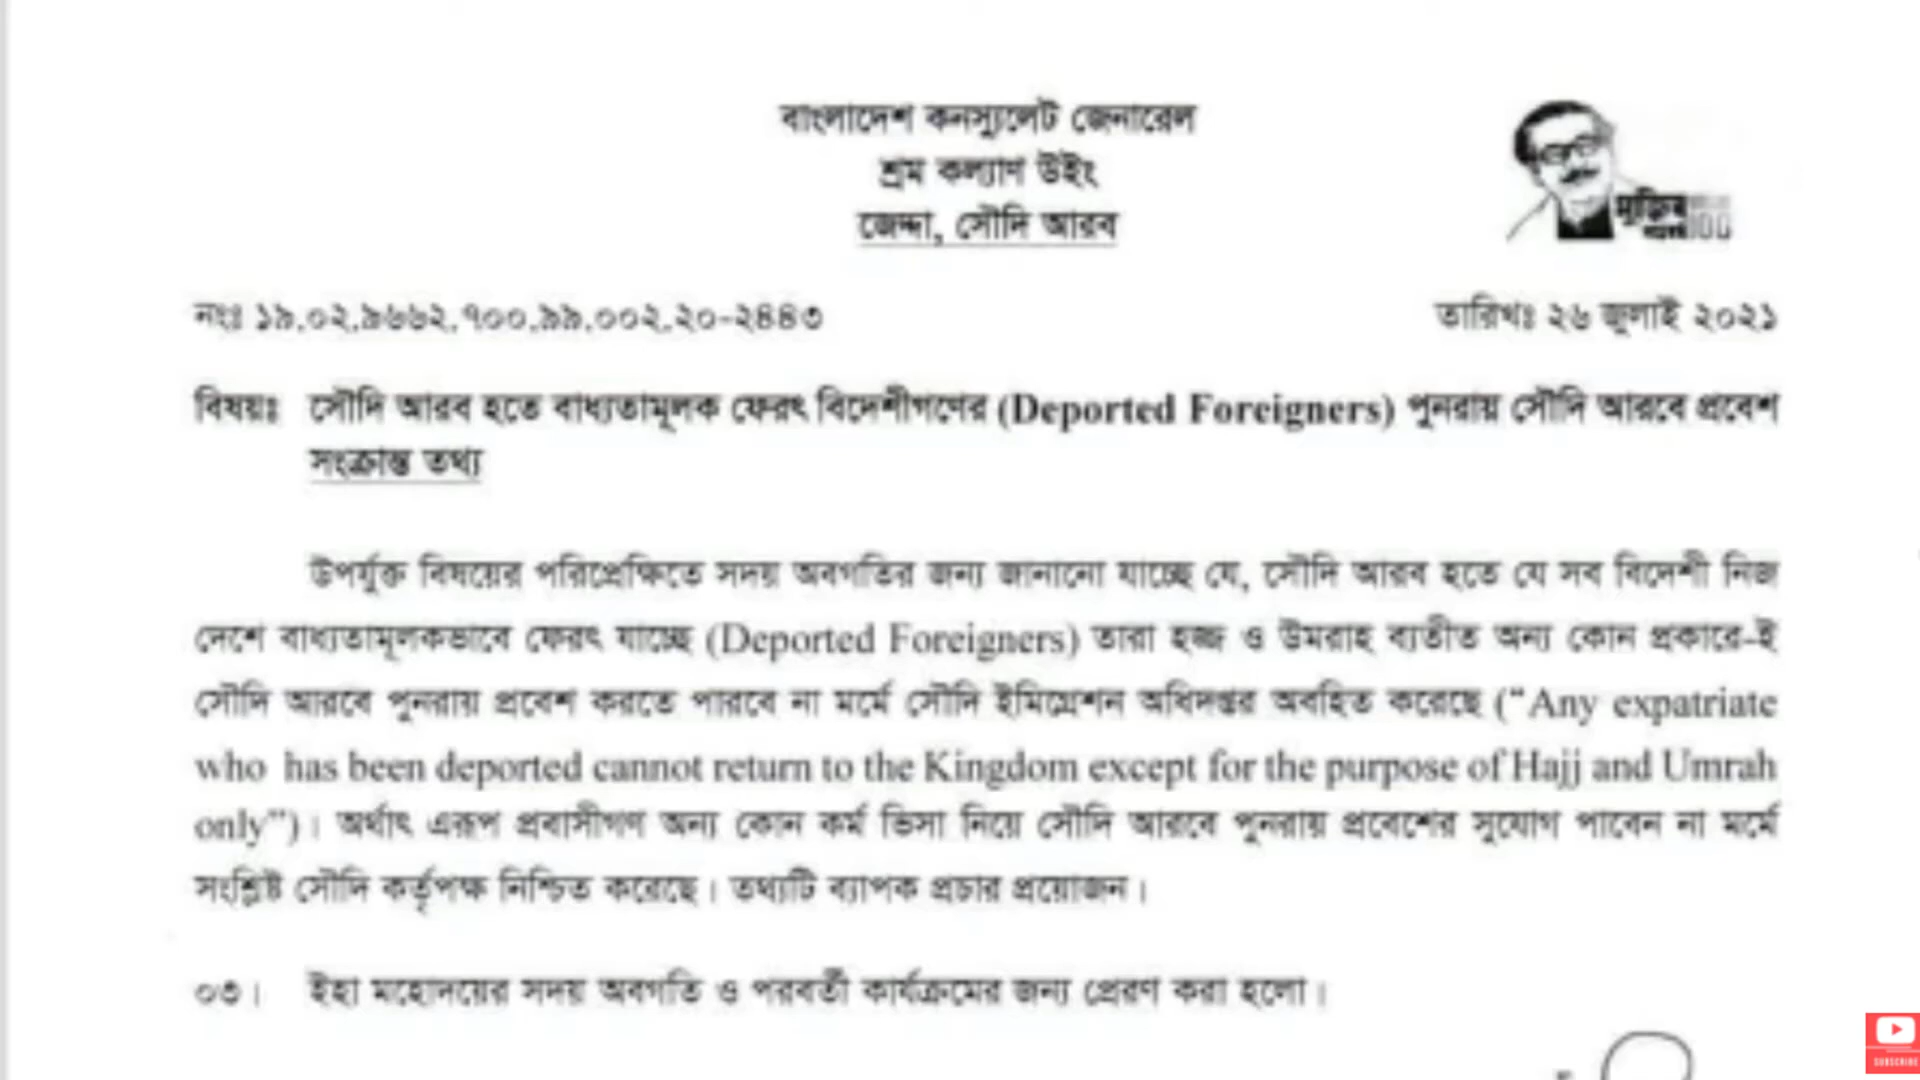 বাংলাদেশ কনস্যুলেট জেনারেল
শ্রম কল্যাণ উইং
জেদ্দা, সৌদি আরব
মুজিব
শতবর্ষ 100
নংঃ ১৯.০২.৯৬৬২.৭০০.৯৯.০০২.২০-২৪৪৩
তারিখঃ ২৬ জুলাই ২০২১
বিষয়ঃ সৌদি আরব হতে বাধ্যতামূলক ফেরৎ বিদেশীগণের (Deported Foreigners) পুনরায় সৌদি আরবে প্রবেশ
সংক্রান্ত তথ্য
উপর্যুক্ত বিষয়ের পরিপ্রেক্ষিতে সদয় অবগতির জন্য জানানো যাচ্ছে যে, সৌদি আরব হতে যে সব বিদেশী নিজ
দেশে বাধ্যতামূলকভাবে ফেরৎ যাচ্ছে (Deported Foreigners) তারা হজ্জ ও উমরাহ ব্যতীত অন্য কোন প্রকারে-ই
সৌদি আরবে পুনরায় প্রবেশ করতে পারবে না মর্মে সৌদি ইমিগ্রেশন অধিদপ্তর অবহিত করেছে (“Any expatriate
who has been deported cannot return to the Kingdom except for the purpose of Hajj and Umrah
only”)। অর্থাৎ এরূপ প্রবাসীগণ অন্য কোন কর্ম ভিসা নিয়ে সৌদি আরবে পুনরায় প্রবেশের সুযোগ পাবেন না মর্মে
সংশ্লিষ্ট সৌদি কর্তৃপক্ষ নিশ্চিত করেছে। তথ্যটি ব্যাপক প্রচার প্রয়োজন।
০৩। ইহা মহোদয়ের সদয় অবগতি ও পরবর্তী কার্যক্রমের জন্য প্রেরণ করা হলো।
SUBSCRIBE